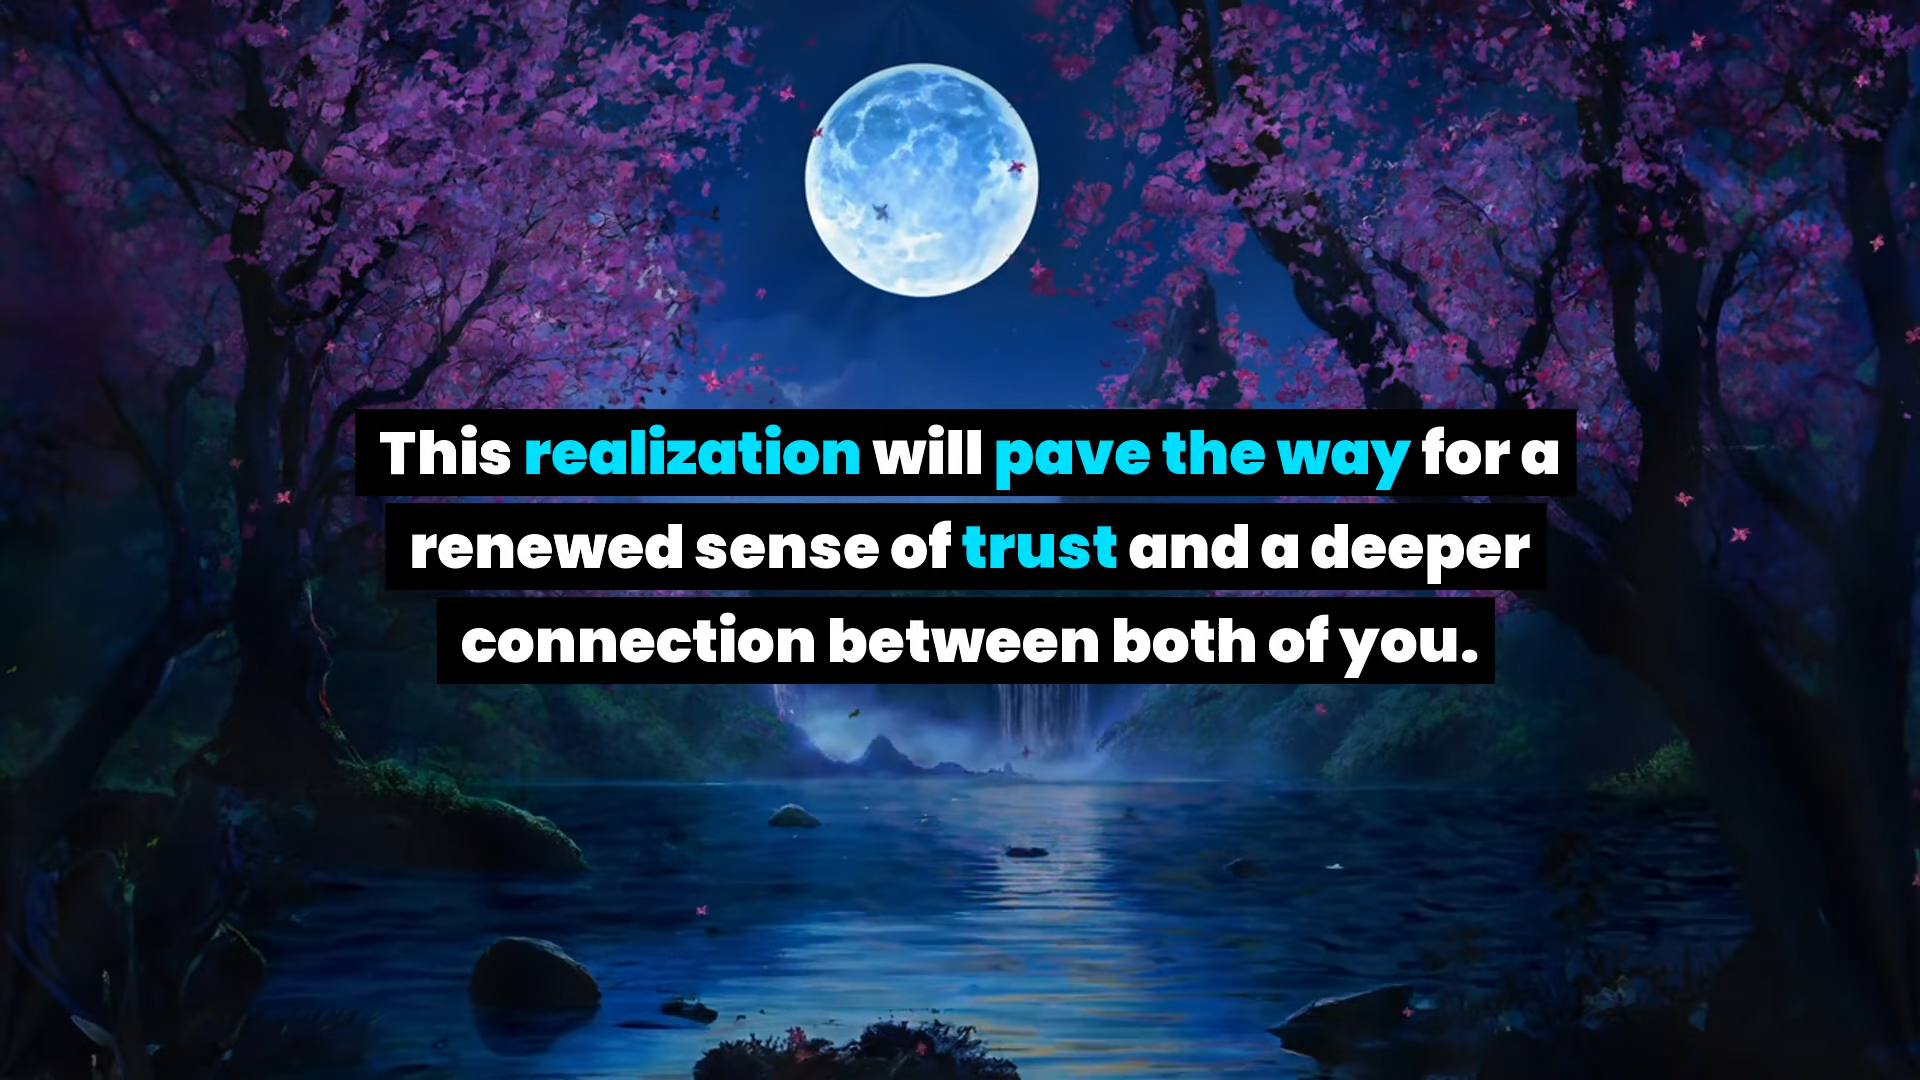 This realization will pave the way for a
renewed sense of trust and a deeper
connection between both of you.